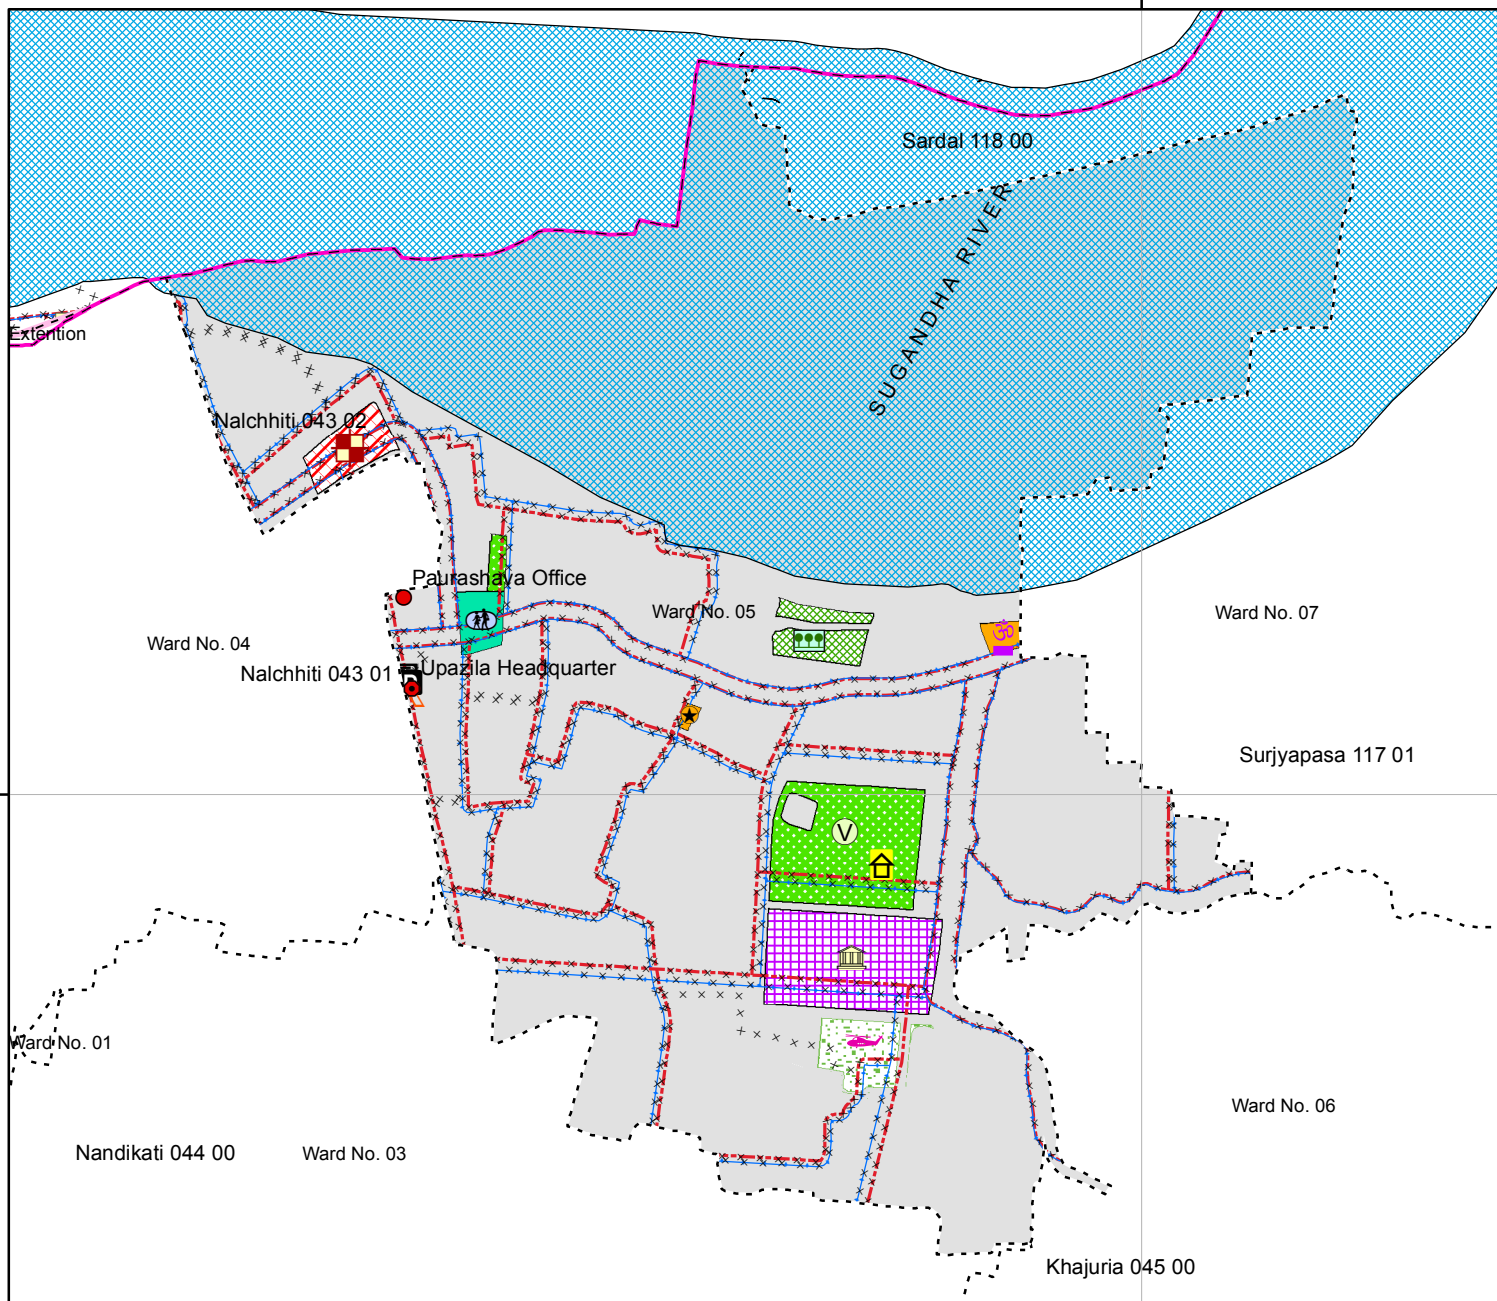 Sardal 118 00
SUGANDHA RIVER
Extention
Nalchhiti 043 02
Paurashava Office
Ward No. 05
Ward No. 07
Ward No. 04
Nalchhiti 043 01
Upazila Headquarter
Surjyapasa 117 01
V
Ward No. 01
Ward No. 06
Nandikati 044 00
Ward No. 03
Khajuria 045 00